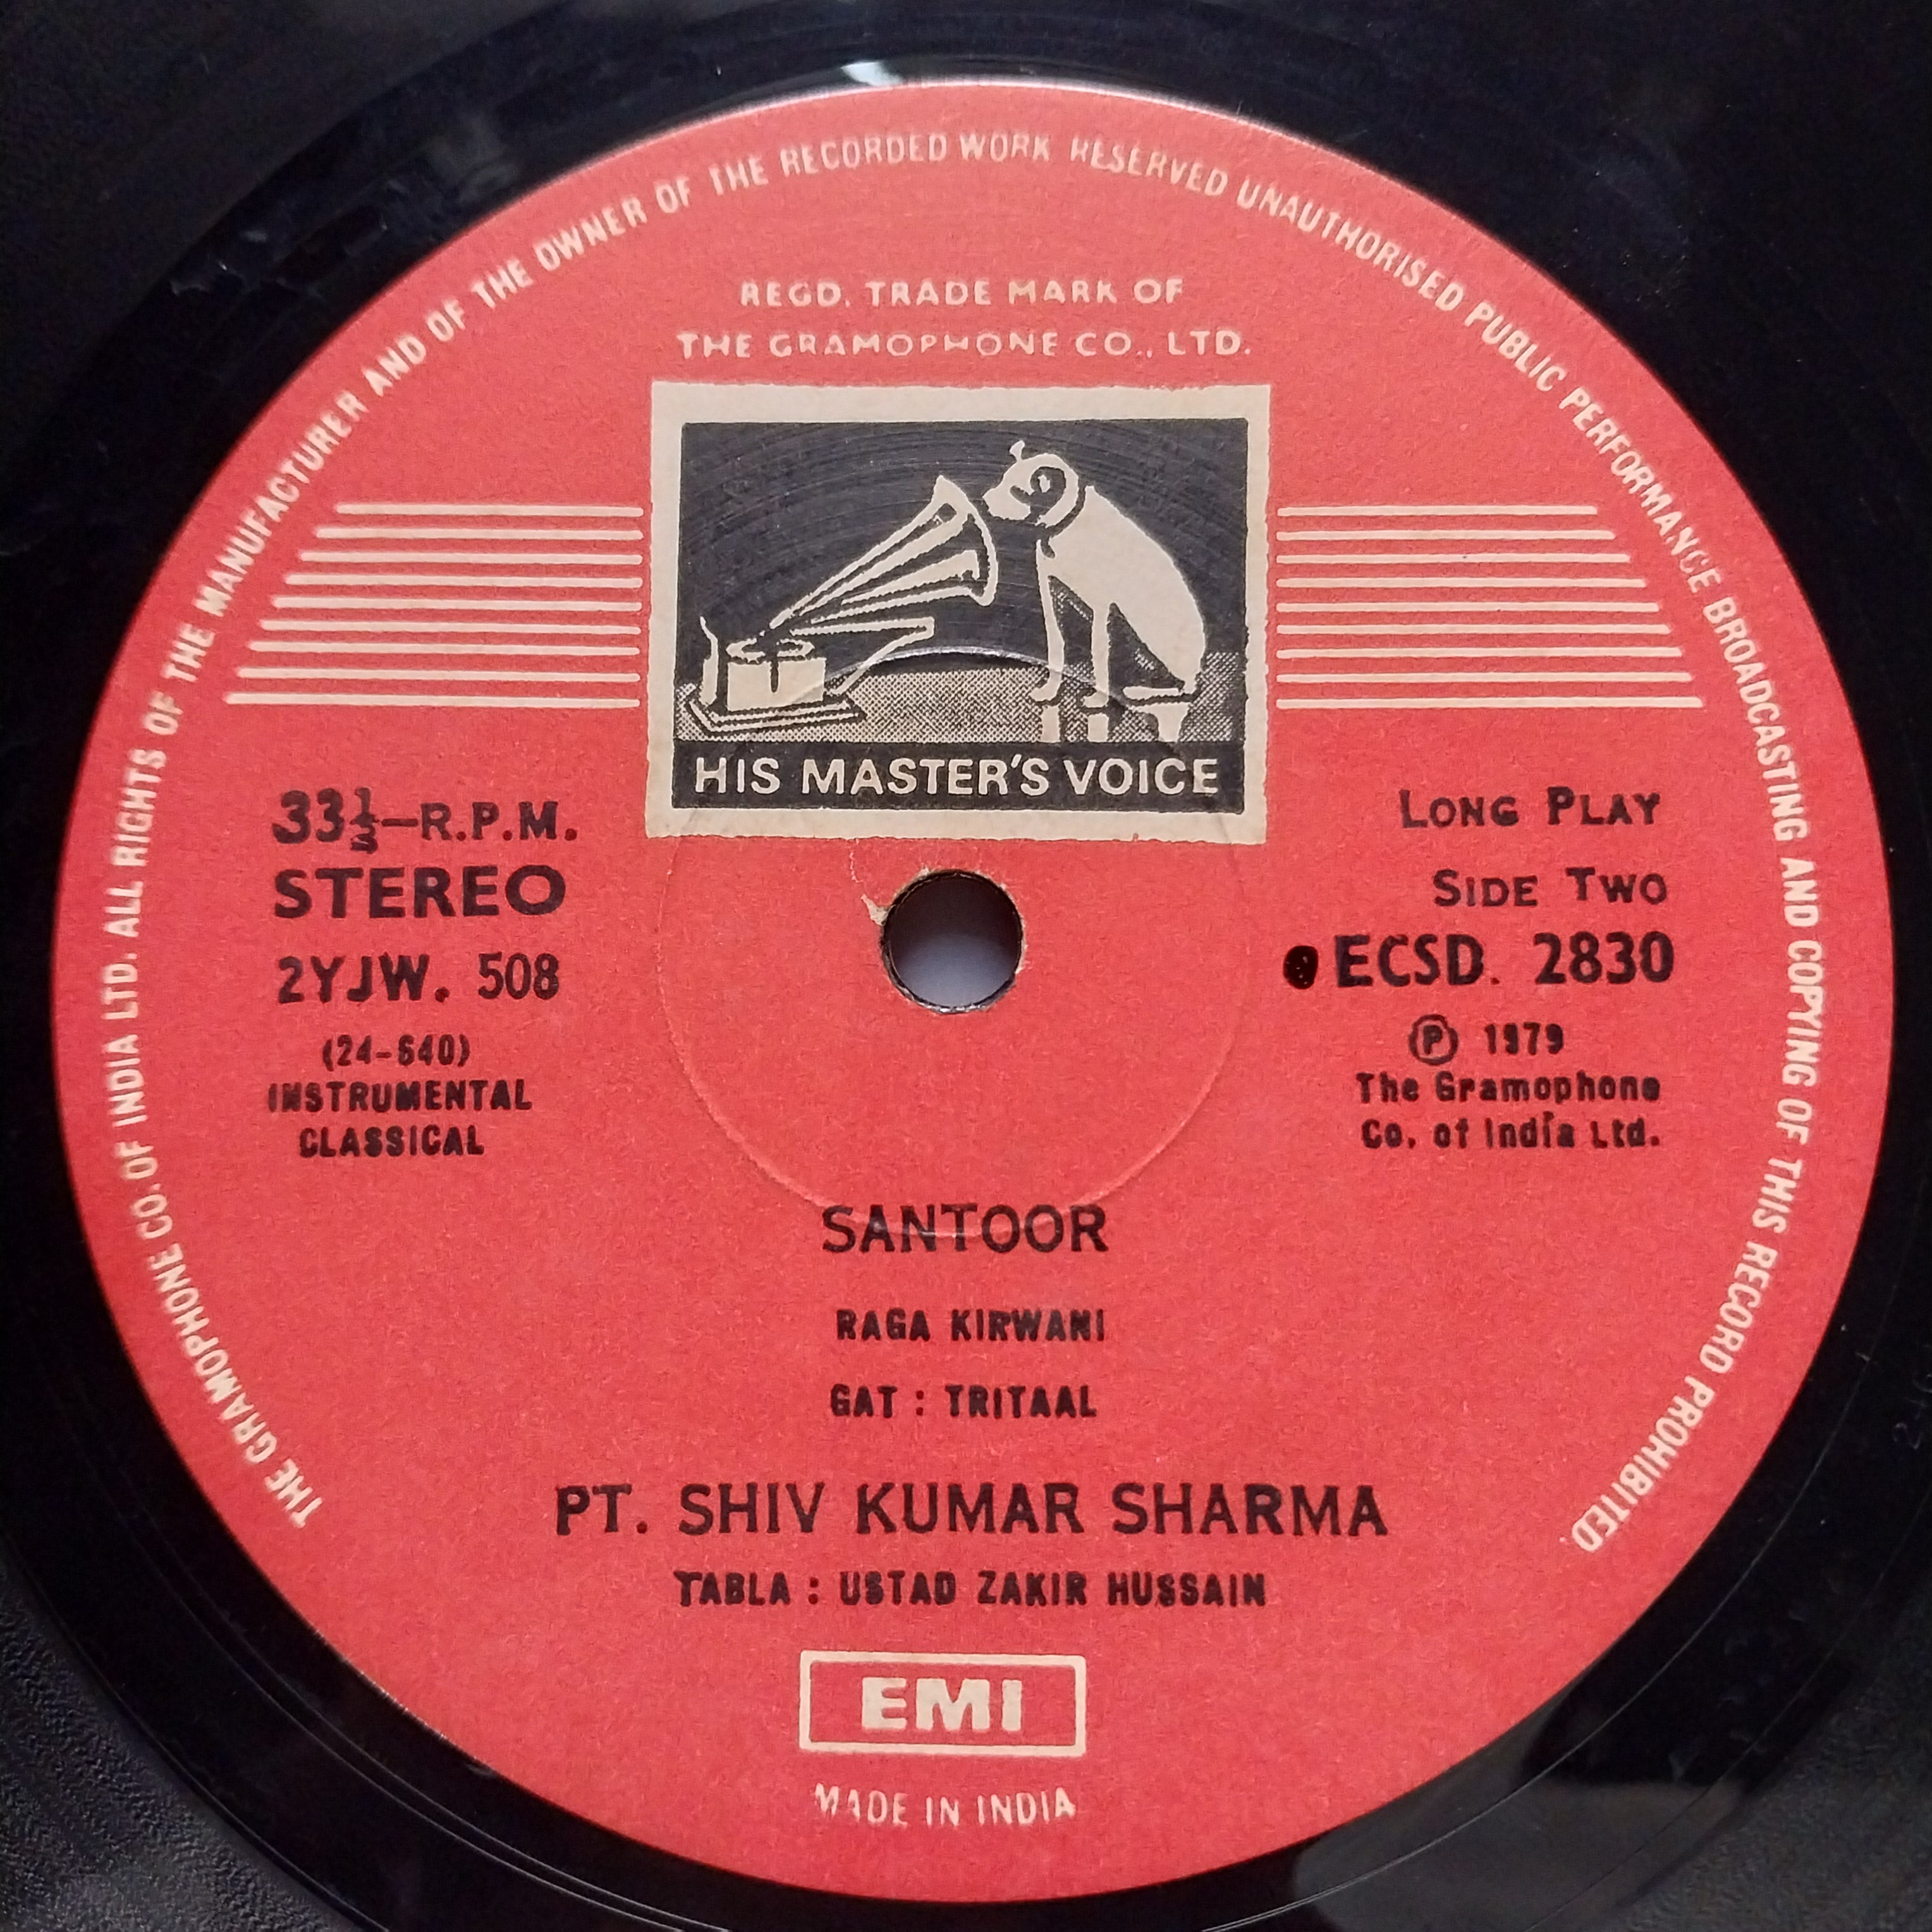 THE GRAMOPHONE CO. OF INDIA LTD. ALL RIGHTS OF THE MANUFACTURER AND OF THE OWNER OF THE RECORDED WORK RESERVED UNAUTHORISED PUBLIC PERFORMANCE BROADCASTING AND COPYING OF THIS RECORD PROHIBITED.
REGD. TRADE MARK OF
THE GRAMOPHONE CO., LTD.
HIS MASTER'S VOICE
33⅓–R.P.M.
STEREO
2YJW. 508
(24-640)
INSTRUMENTAL
CLASSICAL
LONG PLAY
SIDE TWO
ECSD. 2830
℗ 1979
The Gramophone
Co. of India Ltd.
SANTOOR
RAGA KIRWANI
GAT : TRITAAL
PT. SHIV KUMAR SHARMA
TABLA : USTAD ZAKIR HUSSAIN
EMI
MADE IN INDIA